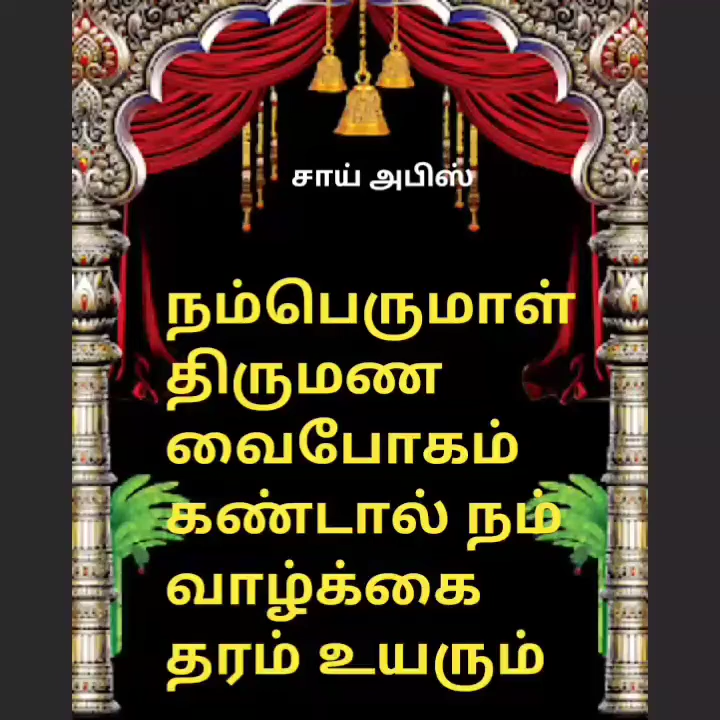 சாய் அபிஸ்
நம்பெருமாள்
திருமண
வைபோகம்
கண்டால் நம்
வாழ்க்கை
தரம் உயரும்